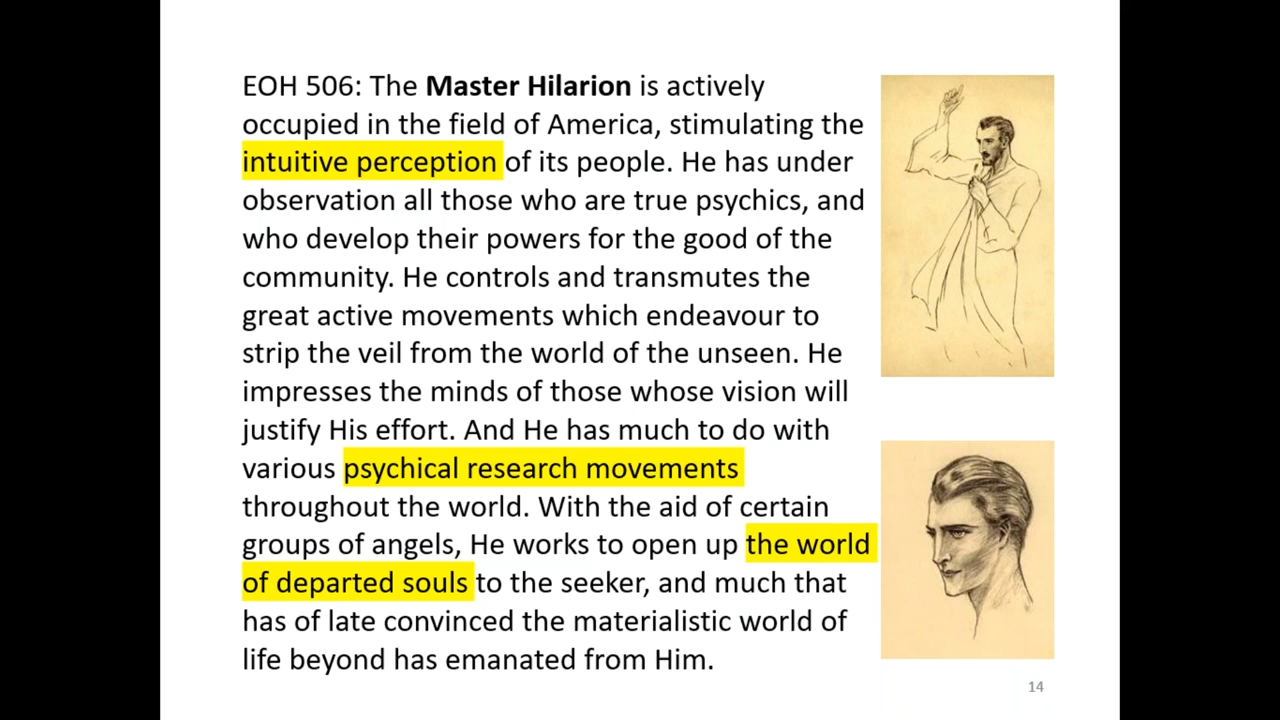 EOH 506: The Master Hilarion is actively
occupied in the field of America, stimulating the
intuitive perception of its people. He has under
observation all those who are true psychics, and
who develop their powers for the good of the
community. He controls and transmutes the
great active movements which endeavour to
strip the veil from the world of the unseen. He
impresses the minds of those whose vision will
justify His effort. And He has much to do with
various psychical research movements
throughout the world. With the aid of certain
groups of angels, He works to open up the world
of departed souls to the seeker, and much that
has of late convinced the materialistic world of
life beyond has emanated from Him.
14